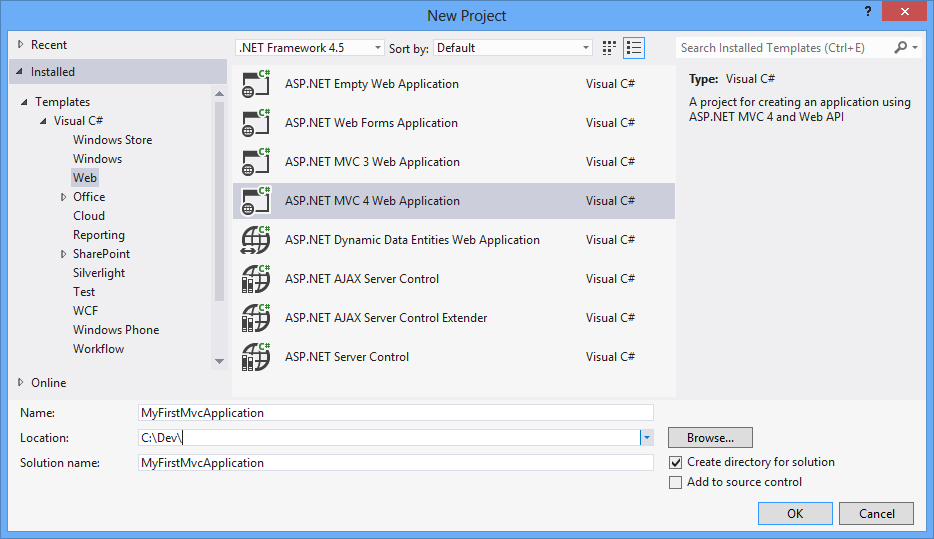 New Project
?
Recent
Installed
Templates
Visual C#
Windows Store
Windows
Web
Office
Cloud
Reporting
SharePoint
Silverlight
Test
WCF
Windows Phone
Workflow
Online
.NET Framework 4.5 Sort by: Default
C# ASP.NET Empty Web Application Visual C#
C# ASP.NET Web Forms Application Visual C#
C# ASP.NET MVC 3 Web Application Visual C#
C# ASP.NET MVC 4 Web Application Visual C#
C# ASP.NET Dynamic Data Entities Web Application Visual C#
C# ASP.NET AJAX Server Control Visual C#
C# ASP.NET AJAX Server Control Extender Visual C#
C# ASP.NET Server Control Visual C#
Search Installed Templates (Ctrl+E)
Type: Visual C#
A project for creating an application using
ASP.NET MVC 4 and Web API
Name: MyFirstMvcApplication
Location: C:\Dev\ Browse...
Solution name: MyFirstMvcApplication
Create directory for solution
Add to source control
OK Cancel